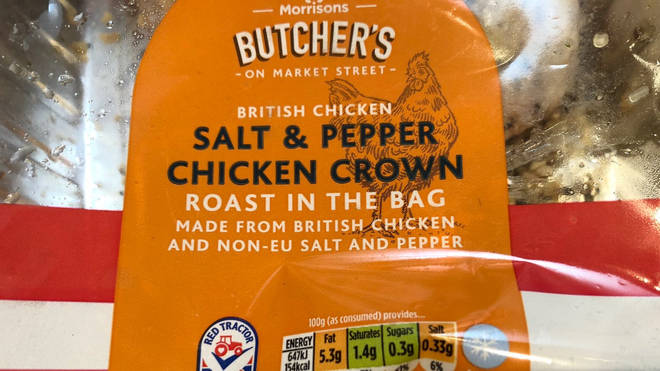 Morrisons
BUTCHER'S
- ON MARKET STREET -
BRITISH CHICKEN
SALT & PEPPER
CHICKEN CROWN
ROAST IN THE BAG
MADE FROM BRITISH CHICKEN
AND NON-EU SALT AND PEPPER
100g (as consumed) provides...
RED TRACTOR
ENERGY Fat Saturates Sugars Salt
647kJ 5.3g 1.4g 0.3g 0.33g
154kcal
6%